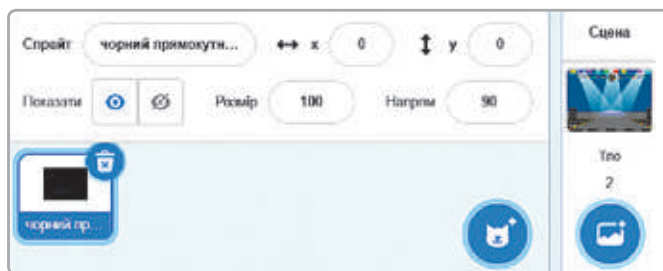 Спрайт чорний прямокутн... x 0 y 0
Показати Розмір 100 Напрям 90
чорний пр...
Сцена
Тло
2